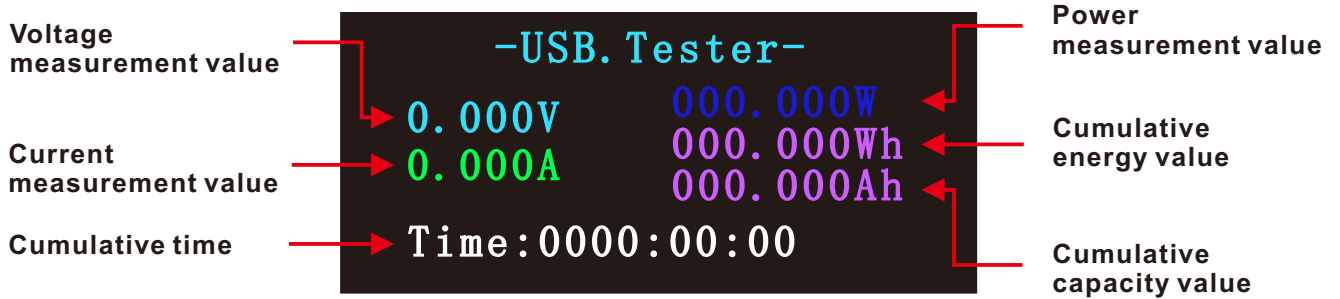 Voltage
measurement value
Current
measurement value
Cumulative time
-USB.Tester-
0.000V
0.000A
000.000W
000.000Wh
000.000Ah
Time:0000:00:00
Power
measurement value
Cumulative
energy value
Cumulative
capacity value